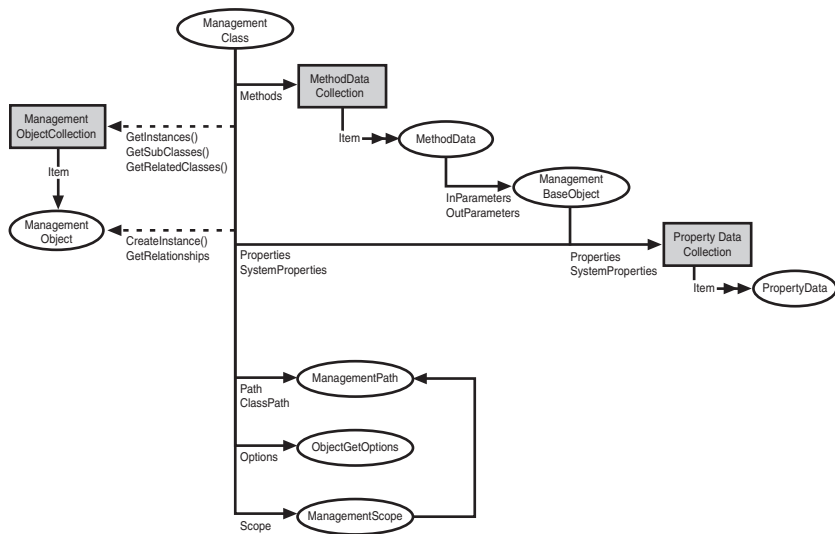 Management
Class
Methods
MethodData
Collection
Management
ObjectCollection
GetInstances()
GetSubClasses()
GetRelatedClasses()
Item
MethodData
Item
InParameters
OutParameters
Management
BaseObject
Management
Object
CreateInstance()
GetRelationships
Properties
SystemProperties
Properties
SystemProperties
Property Data
Collection
Item
PropertyData
Path
ClassPath
ManagementPath
Options
ObjectGetOptions
Scope
ManagementScope